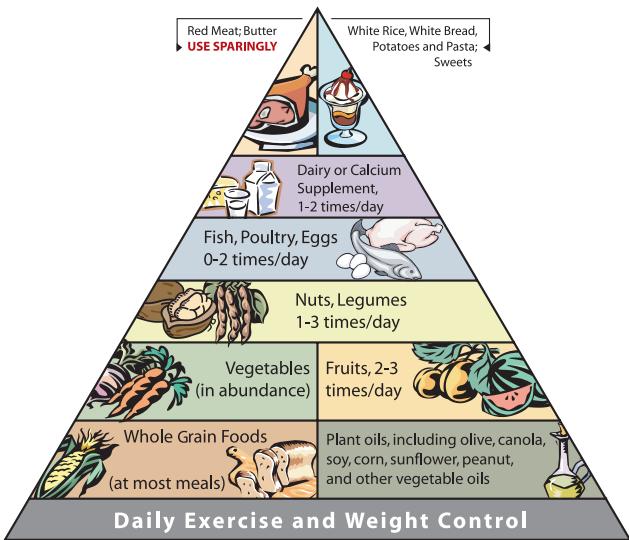 Red Meat; Butter
USE SPARINGLY
White Rice, White Bread,
Potatoes and Pasta;
Sweets
Dairy or Calcium
Supplement,
1-2 times/day
Fish, Poultry, Eggs
0-2 times/day
Nuts, Legumes
1-3 times/day
Vegetables
(in abundance)
Fruits, 2-3
times/day
Whole Grain Foods
(at most meals)
Plant oils, including olive, canola,
soy, corn, sunflower, peanut,
and other vegetable oils
Daily Exercise and Weight Control